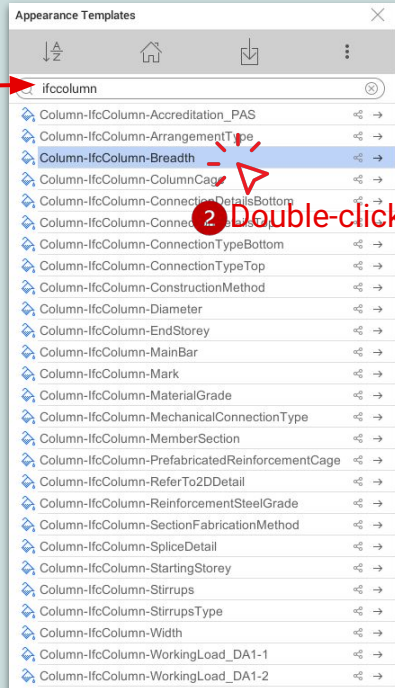 Appearance Templates
A
Z
ifccolumn
Column-IfcColumn-Accreditation_PAS
Column-IfcColumn-ArrangementType
Column-IfcColumn-Breadth
Column-IfcColumn-ColumnCage
Column-IfcColumn-ConnectionDetailsBottom
2 Double-click
Column-IfcColumn-ConnectionTypeBottom
Column-IfcColumn-ConnectionTypeTop
Column-IfcColumn-ConstructionMethod
Column-IfcColumn-Diameter
Column-IfcColumn-EndStorey
Column-IfcColumn-MainBar
Column-IfcColumn-Mark
Column-IfcColumn-MaterialGrade
Column-IfcColumn-MechanicalConnectionType
Column-IfcColumn-MemberSection
Column-IfcColumn-PrefabricatedReinforcementCage
Column-IfcColumn-ReferTo2DDetail
Column-IfcColumn-ReinforcementSteelGrade
Column-IfcColumn-SectionFabricationMethod
Column-IfcColumn-SpliceDetail
Column-IfcColumn-StartingStorey
Column-IfcColumn-Stirrups
Column-IfcColumn-StirrupsType
Column-IfcColumn-Width
Column-IfcColumn-WorkingLoad_DA1-1
Column-IfcColumn-WorkingLoad_DA1-2